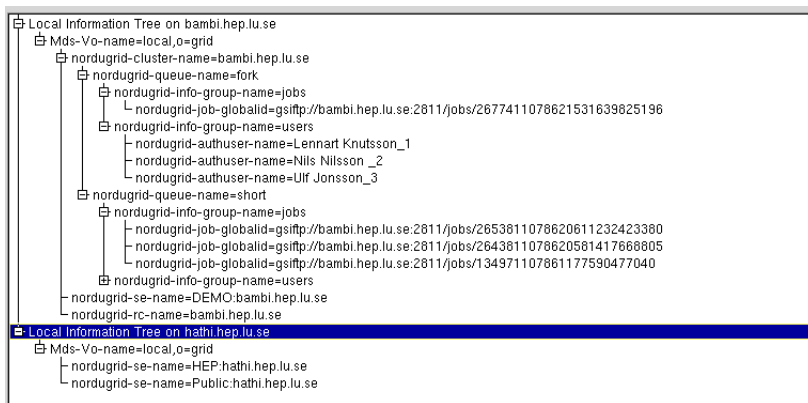 Local Information Tree on bambi.hep.lu.se
Mds-Vo-name=local,o=grid
nordugrid-cluster-name=bambi.hep.lu.se
nordugrid-queue-name=fork
nordugrid-info-group-name=jobs
nordugrid-job-globalid=gsiftp://bambi.hep.lu.se:2811/jobs/2677411078621531639825196
nordugrid-info-group-name=users
nordugrid-authuser-name=Lennart Knutsson_1
nordugrid-authuser-name=Nils Nilsson _2
nordugrid-authuser-name=Ulf Jonsson_3
nordugrid-queue-name=short
nordugrid-info-group-name=jobs
nordugrid-job-globalid=gsiftp://bambi.hep.lu.se:2811/jobs/2653811078620611232423380
nordugrid-job-globalid=gsiftp://bambi.hep.lu.se:2811/jobs/2643811078620581417668805
nordugrid-job-globalid=gsiftp://bambi.hep.lu.se:2811/jobs/134971107861177590477040
nordugrid-info-group-name=users
nordugrid-se-name=DEMO:bambi.hep.lu.se
nordugrid-rc-name=bambi.hep.lu.se
Local Information Tree on hathi.hep.lu.se
Mds-Vo-name=local,o=grid
nordugrid-se-name=HEP:hathi.hep.lu.se
nordugrid-se-name=Public:hathi.hep.lu.se